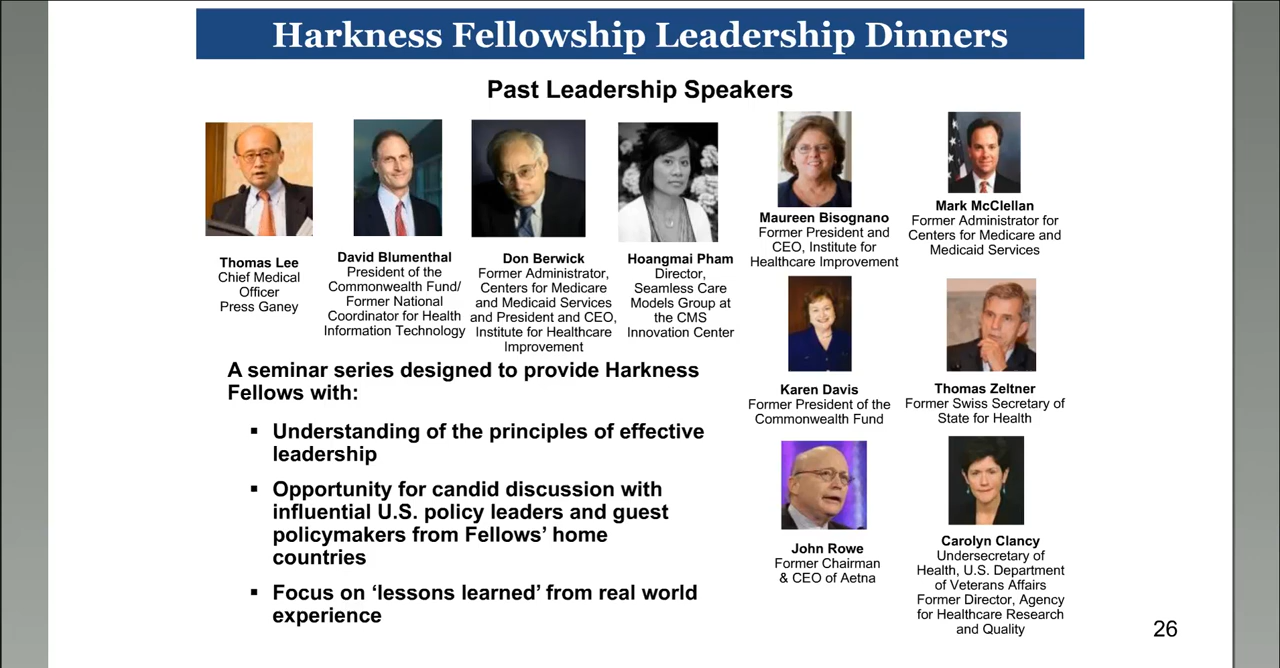 Harkness Fellowship Leadership Dinners
Past Leadership Speakers
Thomas Lee
Chief Medical
Officer
Press Ganey
David Blumenthal
President of the
Commonwealth Fund/
Former National
Coordinator for Health
Information Technology
Don Berwick
Former Administrator,
Centers for Medicare
and Medicaid Services
and President and CEO,
Institute for Healthcare
Improvement
Hoangmai Pham
Director,
Seamless Care
Models Group at
the CMS
Innovation Center
Maureen Bisognano
Former President and
CEO, Institute for
Healthcare Improvement
Mark McClellan
Former Administrator for
Centers for Medicare and
Medicaid Services
Karen Davis
Former President of the
Commonwealth Fund
Thomas Zeltner
Former Swiss Secretary of
State for Health
John Rowe
Former Chairman
& CEO of Aetna
Carolyn Clancy
Undersecretary of
Health, U.S. Department
of Veterans Affairs
Former Director, Agency
for Healthcare Research
and Quality
A seminar series designed to provide Harkness
Fellows with:
▪ Understanding of the principles of effective
leadership
▪ Opportunity for candid discussion with
influential U.S. policy leaders and guest
policymakers from Fellows’ home
countries
▪ Focus on ‘lessons learned’ from real world
experience
26